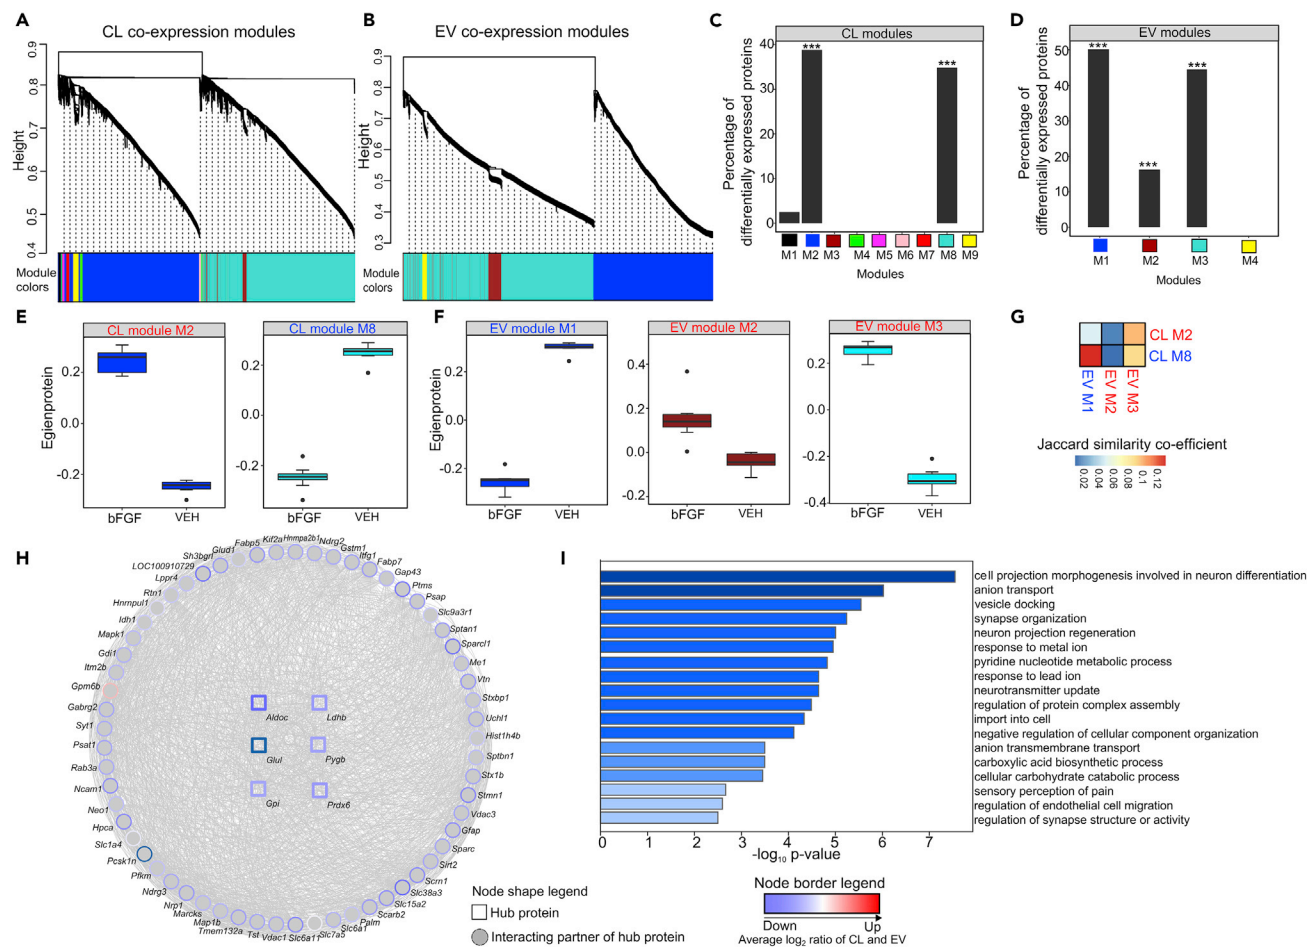 A
CL co-expression modules
Height
0.9
0.8
0.7
0.6
0.5
0.4
Module
colors
B
EV co-expression modules
Height
0.9
0.8
0.7
0.6
0.5
0.4
0.3
Module
colors
C
CL modules
Percentage of
differentially expressed proteins
40
30
20
10
0
***
***
M1 M2 M3 M4 M5 M6 M7 M8 M9
Modules
D
EV modules
Percentage of
differentially expressed proteins
50
40
30
20
10
0
***
***
***
M1 M2 M3 M4
Modules
E
CL module M2
Egienprotein
0.2
0.0
-0.2
bFGF VEH
CL module M8
0.2
0.0
-0.2
bFGF VEH
F
EV module M1
Egienprotein
0.2
0.0
-0.2
bFGF VEH
EV module M2
0.4
0.2
0.0
-0.2
bFGF VEH
EV module M3
0.2
0.0
-0.2
-0.4
bFGF VEH
G
CL M2
CL M8
EV M1
EV M2
EV M3
Jaccard similarity co-efficient
0.02
0.04
0.06
0.08
0.1
0.12
H
Fabp5
Kif2a
Hnrnpa2b1
Ndrg2
Gstm1
Itfg1
Fabp7
Gap43
Ptms
Psap
Slc9a3r1
Sptan1
Sparcl1
Me1
Vtn
Stxbp1
Uchl1
Hist1h4b
Sptbn1
Stx1b
Stmn1
Vdac3
Gfap
Sparc
Sirt2
Scrn1
Slc38a3
Slc15a2
Scarb2
Palm
Slc6a1
Slc7a5
Slc6a11
Vdac1
Tst
Tmem132a
Map1b
Marcks
Nrp1
Ndrg3
Pfkm
Pcsk1n
Slc1a4
Hpca
Neo1
Ncam1
Rab3a
Psat1
Syt1
Gabrg2
Gpm6b
Itm2b
Gdi1
Mapk1
Idh1
Hnrnpul1
Rtn1
Lppr4
LOC100910729
Sh3bgrl
Glud1
Aldoc
Ldhb
Glul
Pygb
Gpi
Prdx6
Node shape legend
Hub protein
Interacting partner of hub protein
I
cell projection morphogenesis involved in neuron differentiation
anion transport
vesicle docking
synapse organization
neuron projection regeneration
response to metal ion
pyridine nucleotide metabolic process
response to lead ion
neurotransmitter update
regulation of protein complex assembly
import into cell
negative regulation of cellular component organization
anion transmembrane transport
carboxylic acid biosynthetic process
cellular carbohydrate catabolic process
sensory perception of pain
regulation of endothelial cell migration
regulation of synapse structure or activity
0 1 2 3 4 5 6 7
-log10 p-value
Node border legend
Down Up
Average log2 ratio of CL and EV